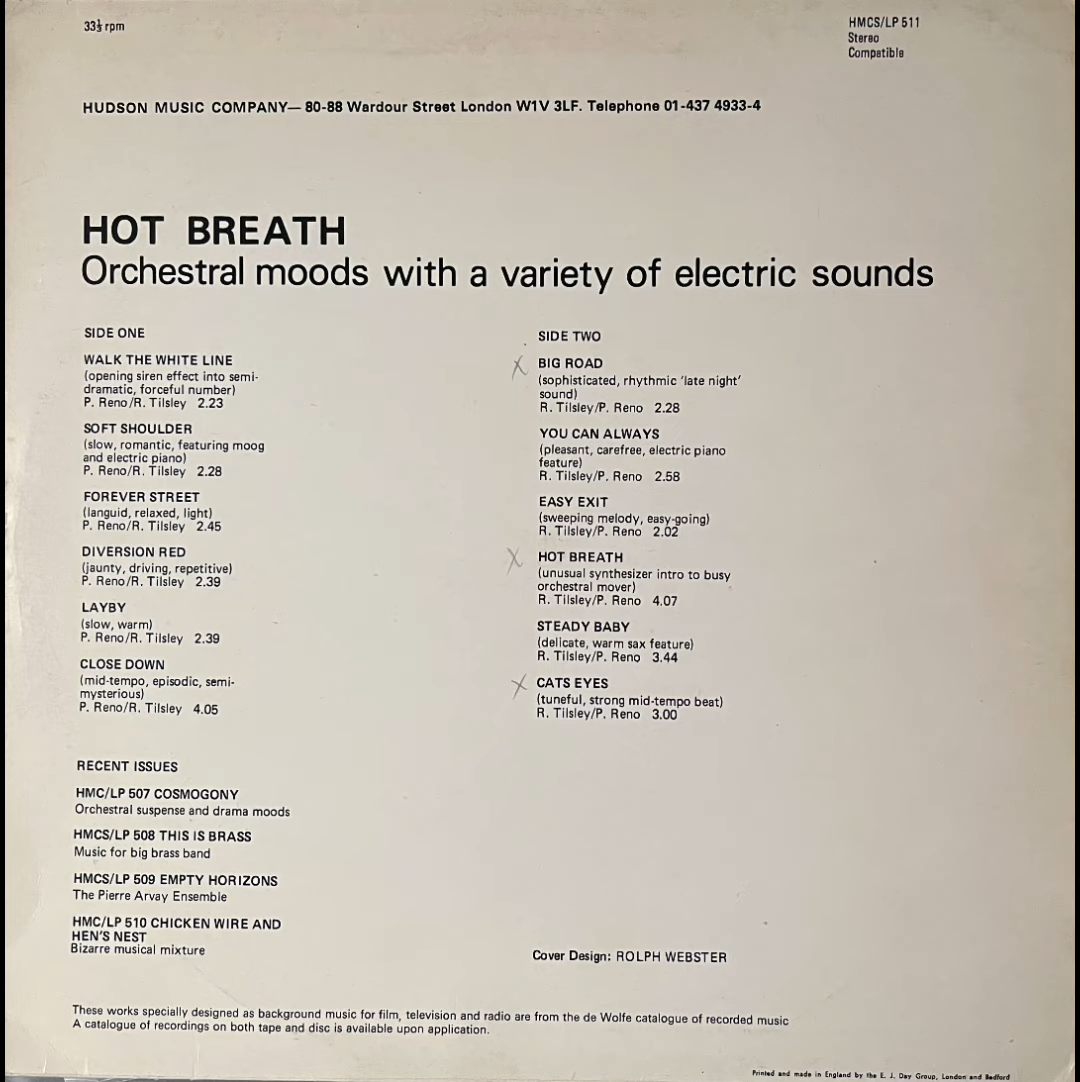 33⅓ rpm
HMCS/LP 511
Stereo
Compatible
HUDSON MUSIC COMPANY— 80-88 Wardour Street London W1V 3LF. Telephone 01-437 4933-4
HOT BREATH
Orchestral moods with a variety of electric sounds
SIDE ONE
WALK THE WHITE LINE
(opening siren effect into semi-
dramatic, forceful number)
P. Reno/R. Tilsley 2.23
SOFT SHOULDER
(slow, romantic, featuring moog
and electric piano)
P. Reno/R. Tilsley 2.28
FOREVER STREET
(languid, relaxed, light)
P. Reno/R. Tilsley 2.45
DIVERSION RED
(jaunty, driving, repetitive)
P. Reno/R. Tilsley 2.39
LAYBY
(slow, warm)
P. Reno/R. Tilsley 2.39
CLOSE DOWN
(mid-tempo, episodic, semi-
mysterious)
P. Reno/R. Tilsley 4.05
SIDE TWO
X BIG ROAD
(sophisticated, rhythmic ‘late night’
sound)
R. Tilsley/P. Reno 2.28
YOU CAN ALWAYS
(pleasant, carefree, electric piano
feature)
R. Tilsley/P. Reno 2.58
EASY EXIT
(sweeping melody, easy-going)
R. Tilsley/P. Reno 2.02
X HOT BREATH
(unusual synthesizer intro to busy
orchestral mover)
R. Tilsley/P. Reno 4.07
STEADY BABY
(delicate, warm sax feature)
R. Tilsley/P. Reno 3.44
X CATS EYES
(tuneful, strong mid-tempo beat)
R. Tilsley/P. Reno 3.00
RECENT ISSUES
HMC/LP 507 COSMOGONY
Orchestral suspense and drama moods
HMCS/LP 508 THIS IS BRASS
Music for big brass band
HMCS/LP 509 EMPTY HORIZONS
The Pierre Arvay Ensemble
HMC/LP 510 CHICKEN WIRE AND
HEN'S NEST
Bizarre musical mixture
Cover Design: ROLPH WEBSTER
These works specially designed as background music for film, television and radio are from the de Wolfe catalogue of recorded music
A catalogue of recordings on both tape and disc is available upon application.
Printed and made in England by the E. J. Day Group, London and Bedford